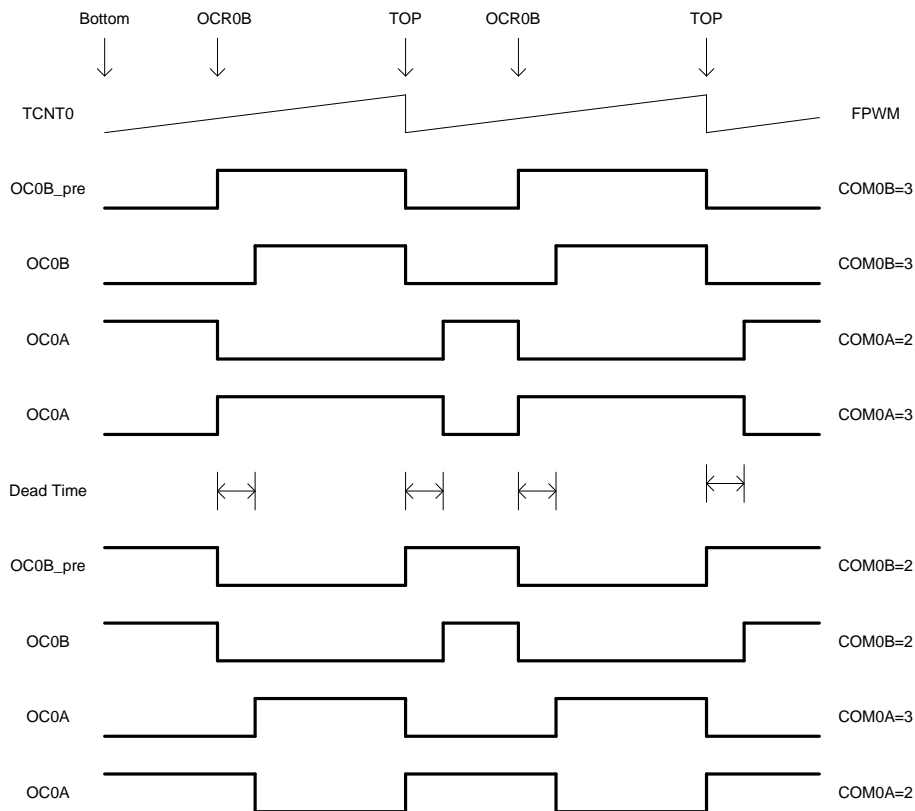 Bottom OCR0B TOP OCR0B TOP
TCNT0 FPWM
OC0B_pre COM0B=3
OC0B COM0B=3
OC0A COM0A=2
OC0A COM0A=3
Dead Time
OC0B_pre COM0B=2
OC0B COM0B=2
OC0A COM0A=3
OC0A COM0A=2